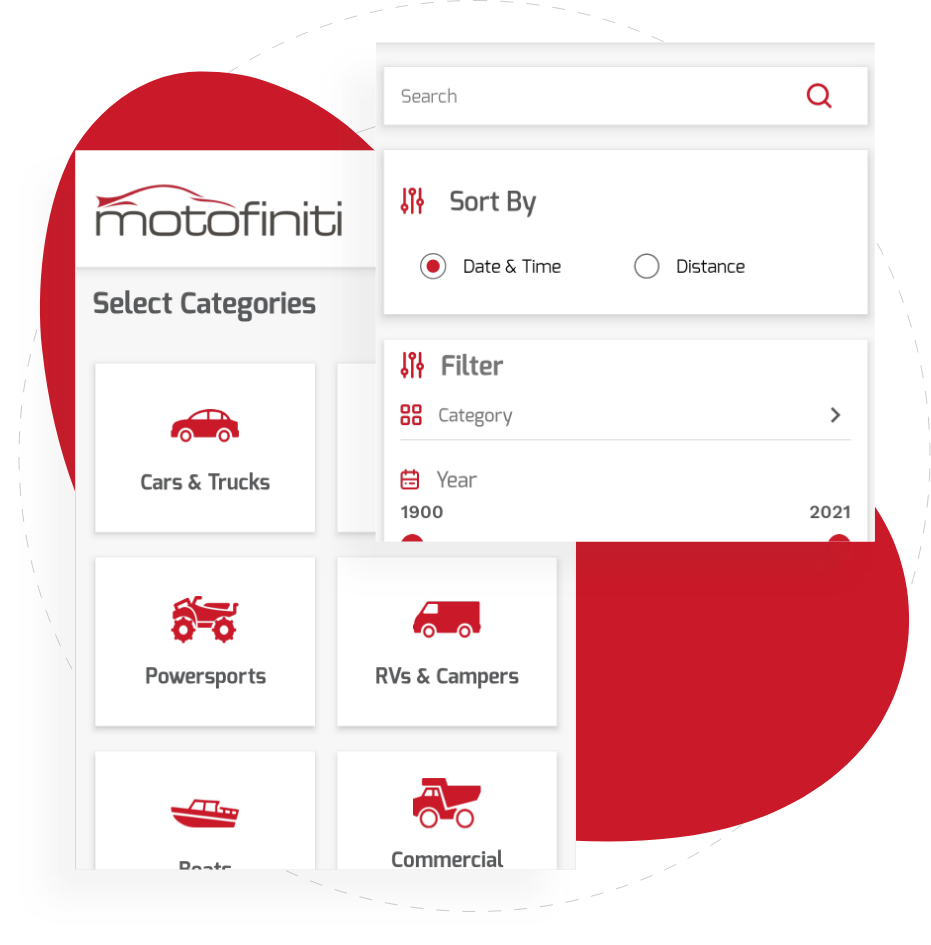 motofiniti
Select Categories
Cars & Trucks
Powersports
RVs & Campers
Boats
Commercial
Search
Sort By
Date & Time
Distance
Filter
Category
Year
1900
2021